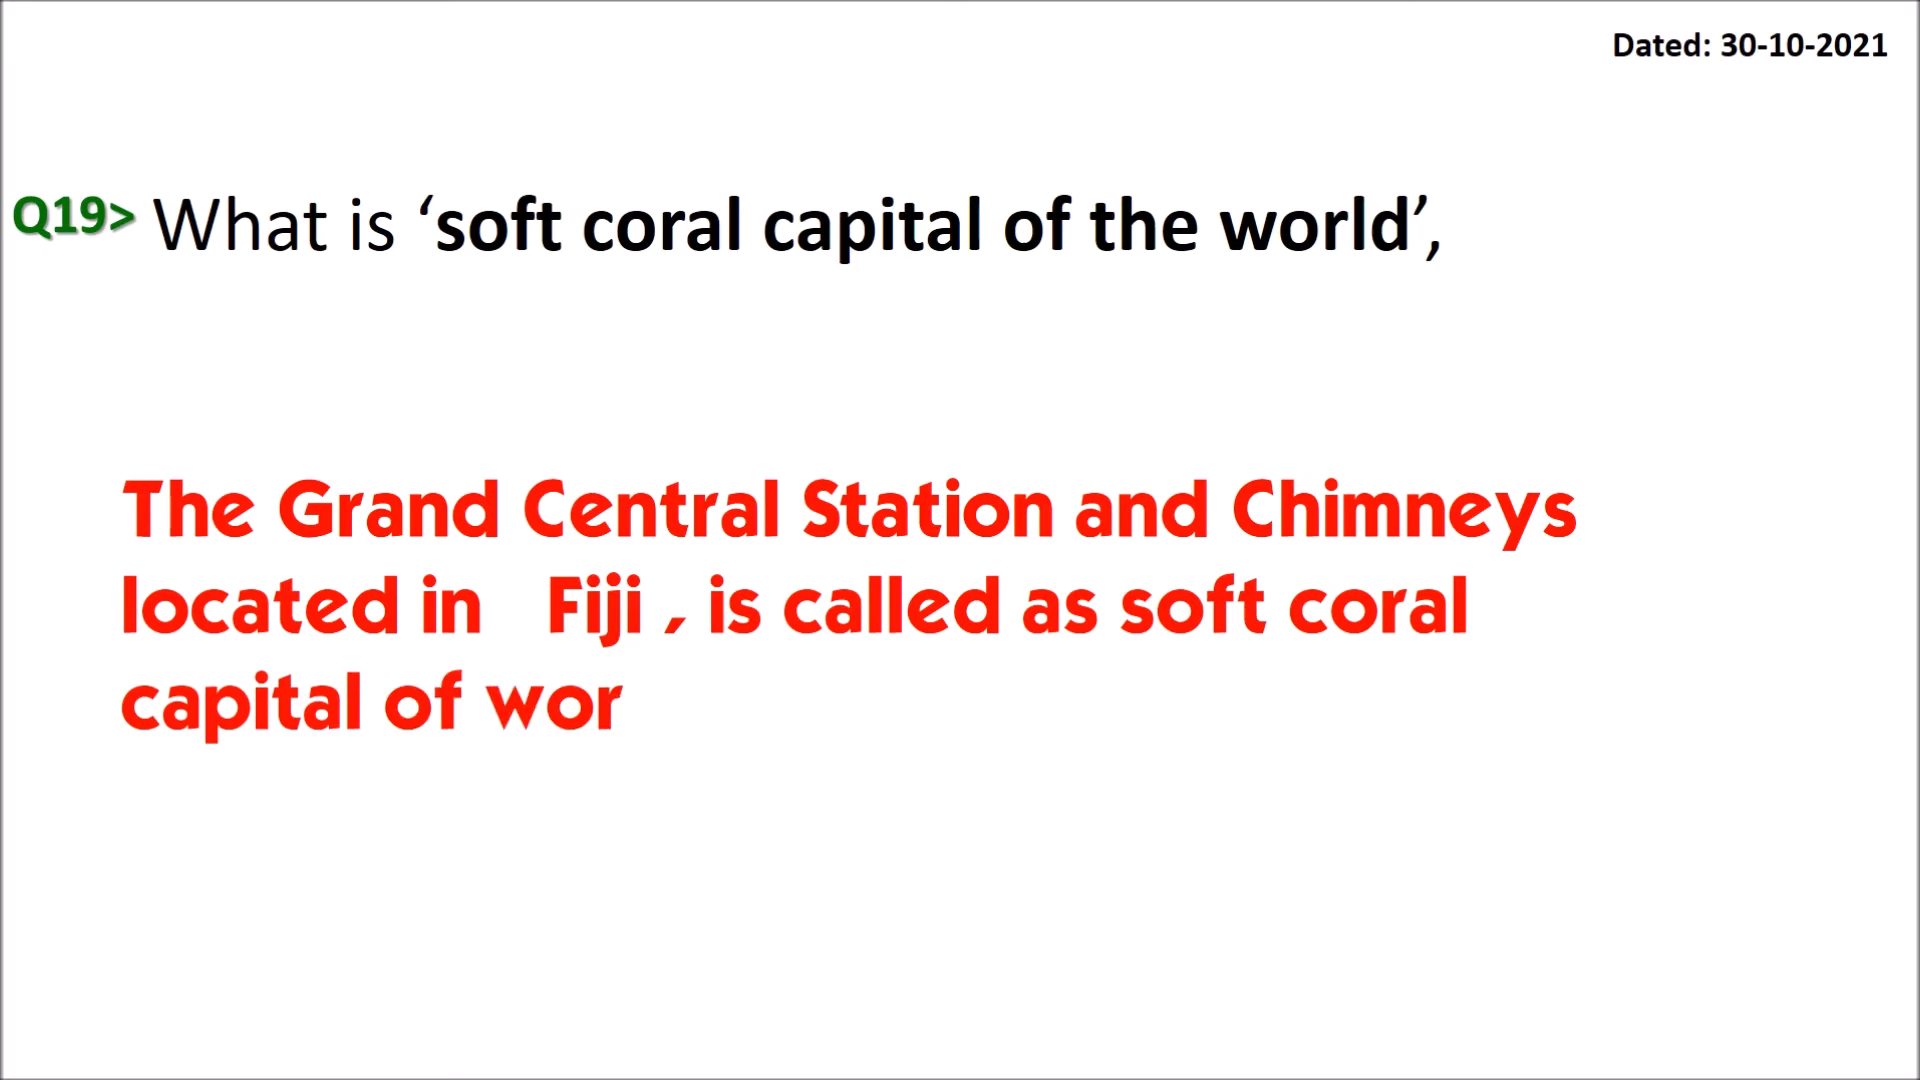 Dated: 30-10-2021
Q19> What is ‘soft coral capital of the world’,
The Grand Central Station and Chimneys
located in Fiji , is called as soft coral
capital of wor